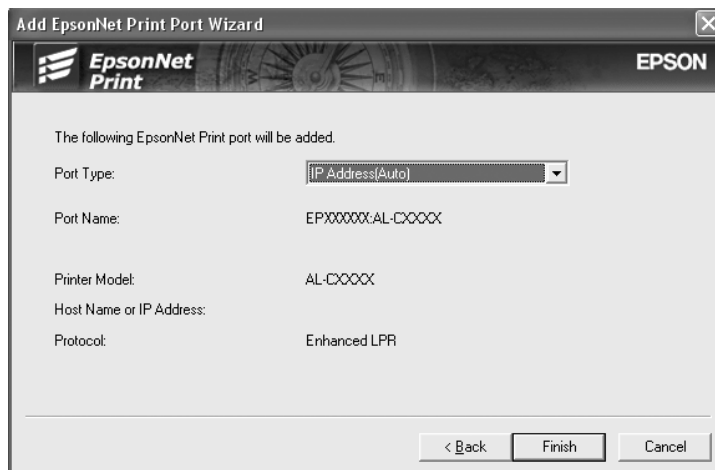 Add EpsonNet Print Port Wizard
EpsonNet
Print
EPSON
The following EpsonNet Print port will be added.
Port Type: IP Address(Auto)
Port Name: EPXXXXXX:AL-CXXXX
Printer Model: AL-CXXXX
Host Name or IP Address:
Protocol: Enhanced LPR
< Back Finish Cancel